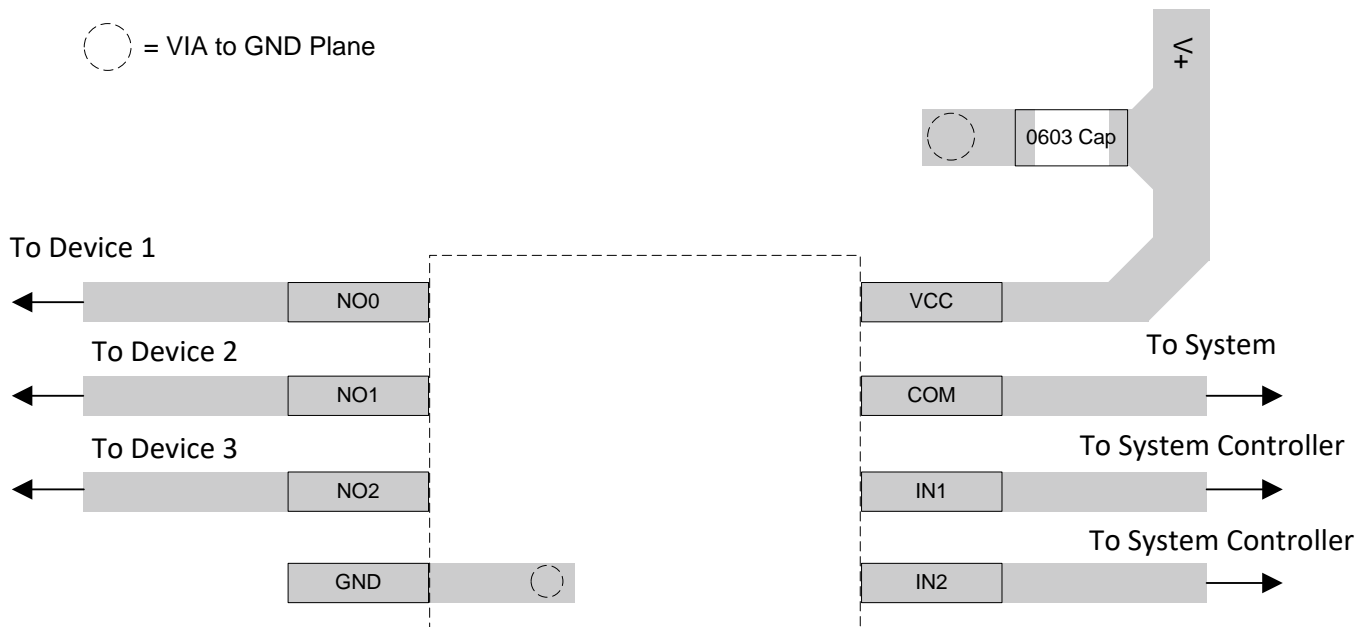 = VIA to GND Plane
V+
0603 Cap
To Device 1
NO0
VCC
To Device 2
To System
NO1
COM
To Device 3
To System Controller
NO2
IN1
To System Controller
GND
IN2